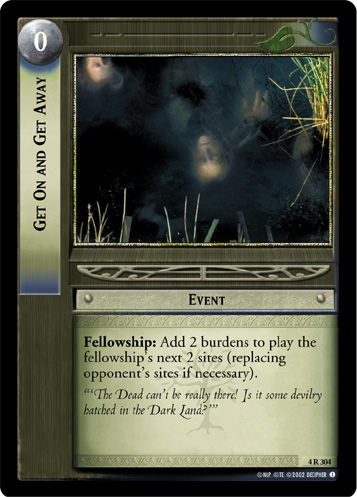 0
GET ON AND GET AWAY
EVENT
Fellowship: Add 2 burdens to play the
fellowship's next 2 sites (replacing
opponent's sites if necessary).
"'The Dead can't be really there! Is it some devilry
hatched in the Dark Land?'"
4 R 304
©NLP ©TE ©2002 DECIPHER